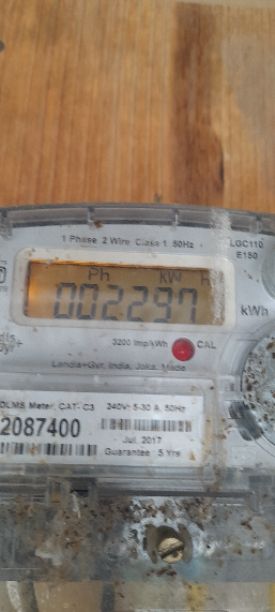 1 Phase 2 Wire Class 1 50Hz
LGC110
E150
Ph kW h
002297
kWh
3200 Imp/kWh CAL
Landis+Gyr, India, Joka, Made
DLMS Meter, CAT- C3 240V, 5-30 A, 50Hz
2087400
Jul, 2017
Guarantee 5 Yrs